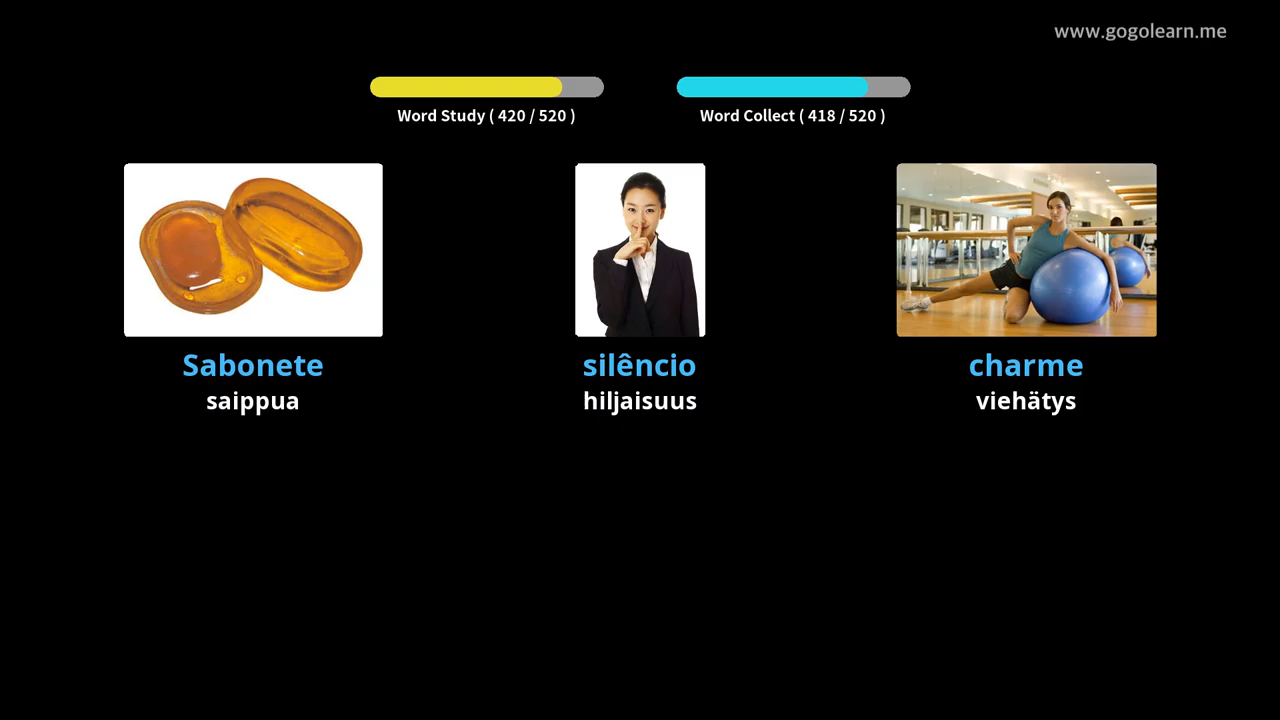 www.gogolearn.me
Word Study ( 420 / 520 )
Word Collect ( 418 / 520 )
Sabonete
saippua
silêncio
hiljaisuus
charme
viehätys